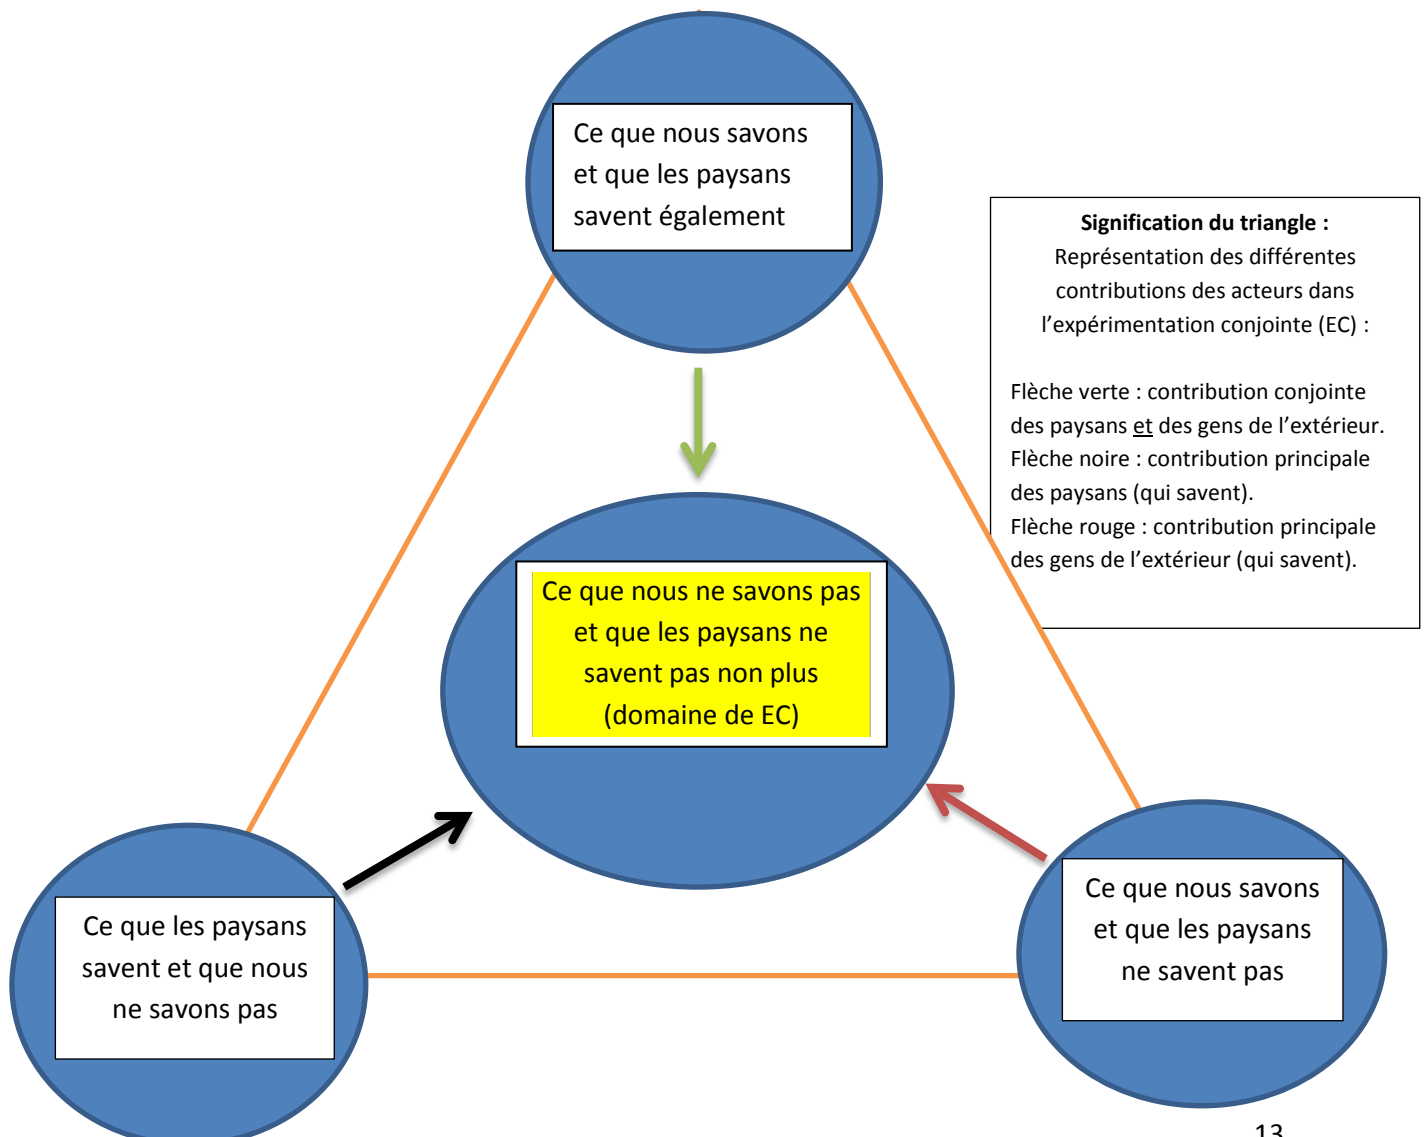 Ce que nous savons
et que les paysans
savent également
Signification du triangle :
Représentation des différentes
contributions des acteurs dans
l’expérimentation conjointe (EC) :
Flèche verte : contribution conjointe
des paysans et des gens de l’extérieur.
Flèche noire : contribution principale
des paysans (qui savent).
Flèche rouge : contribution principale
des gens de l’extérieur (qui savent).
Ce que nous ne savons pas
et que les paysans ne
savent pas non plus
(domaine de EC)
Ce que les paysans
savent et que nous
ne savons pas
Ce que nous savons
et que les paysans
ne savent pas
13